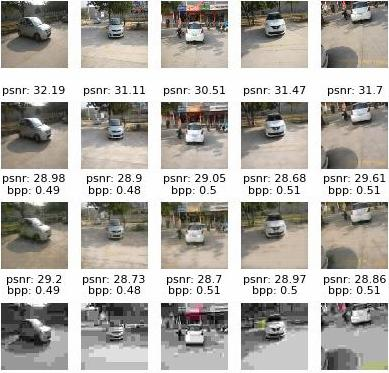 psnr: 32.19 psnr: 31.11 psnr: 30.51 psnr: 31.47 psnr: 31.7
psnr: 28.98 psnr: 28.9 psnr: 29.05 psnr: 28.68 psnr: 29.61
bpp: 0.49 bpp: 0.48 bpp: 0.5 bpp: 0.51 bpp: 0.51
psnr: 29.2 psnr: 28.73 psnr: 28.7 psnr: 28.97 psnr: 28.86
bpp: 0.49 bpp: 0.48 bpp: 0.51 bpp: 0.5 bpp: 0.51